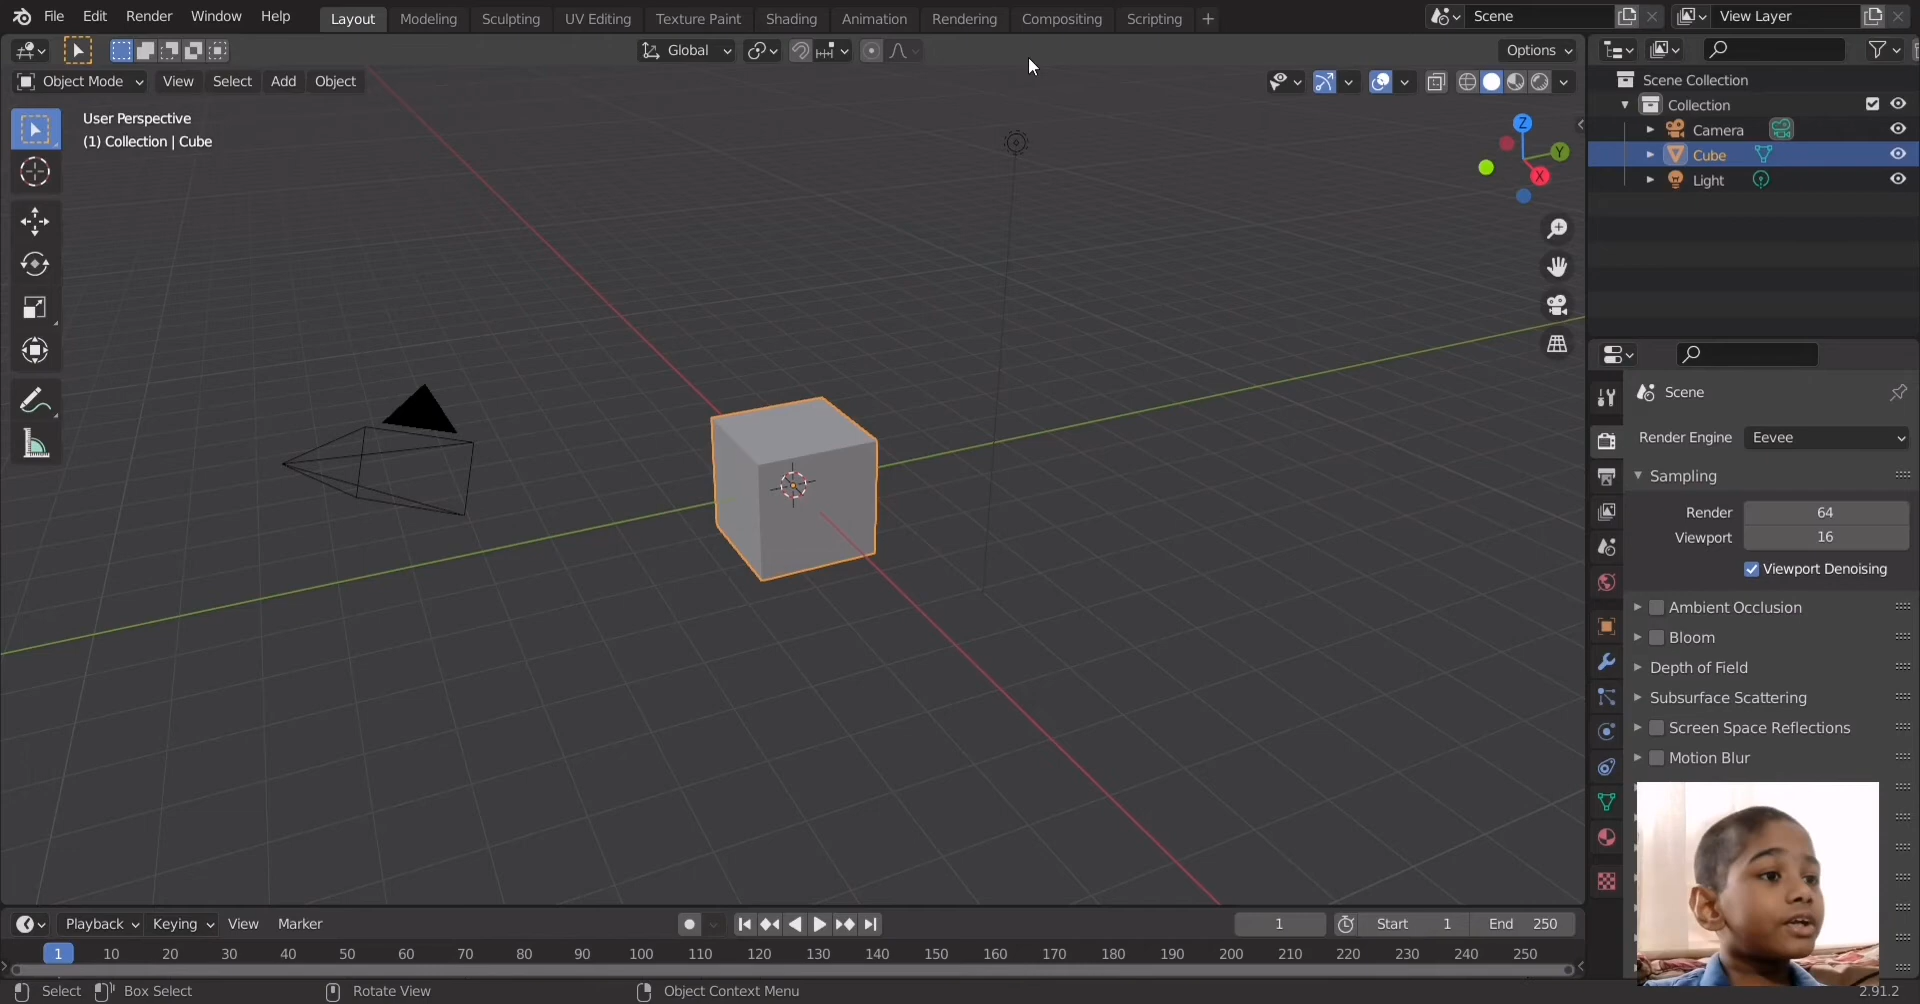 File Edit Render Window Help Layout Modeling Sculpting UV Editing Texture Paint Shading Animation Rendering Compositing Scripting + Scene View Layer
Global Options
Object Mode View Select Add Object
User Perspective
(1) Collection | Cube
Z
Y
X
Scene Collection
Collection
Camera
Cube
Light
Scene
Render Engine Eevee
Sampling
Render 64
Viewport 16
Viewport Denoising
Ambient Occlusion
Bloom
Depth of Field
Subsurface Scattering
Screen Space Reflections
Motion Blur
Playback Keying View Marker 1 Start 1 End 250
1 10 20 30 40 50 60 70 80 90 100 110 120 130 140 150 160 170 180 190 200 210 220 230 240 250
Select Box Select Rotate View Object Context Menu 2.91.2